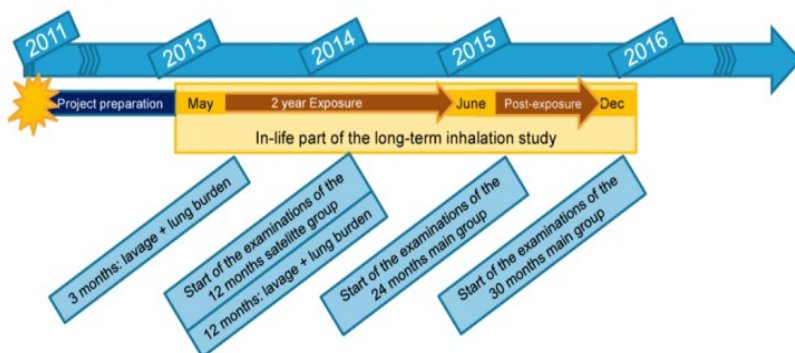 2011
2013
2014
2015
2016
Project preparation
May
2 year Exposure
June
Post-exposure
Dec
In-life part of the long-term inhalation study
3 months: lavage + lung burden
Start of the examinations of the
12 months satelitte group
12 months: lavage + lung burden
Start of the examinations of the
24 months main group
Start of the examinations of the
30 months main group